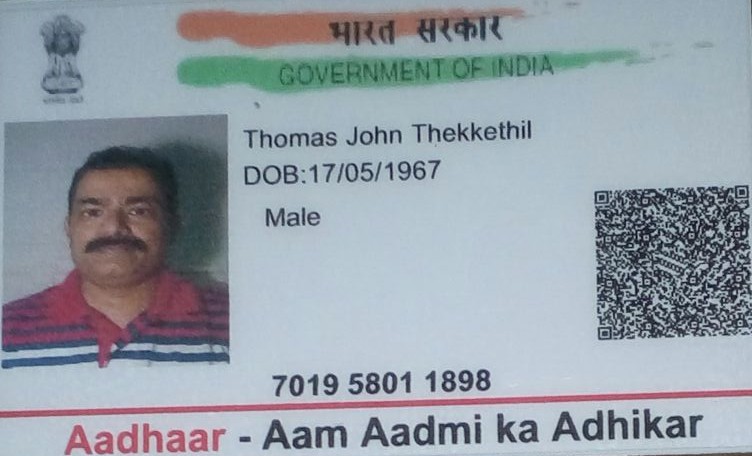 भारत सरकार
GOVERNMENT OF INDIA
Thomas John Thekkethil
DOB:17/05/1967
Male
7019 5801 1898
Aadhaar - Aam Aadmi ka Adhikar